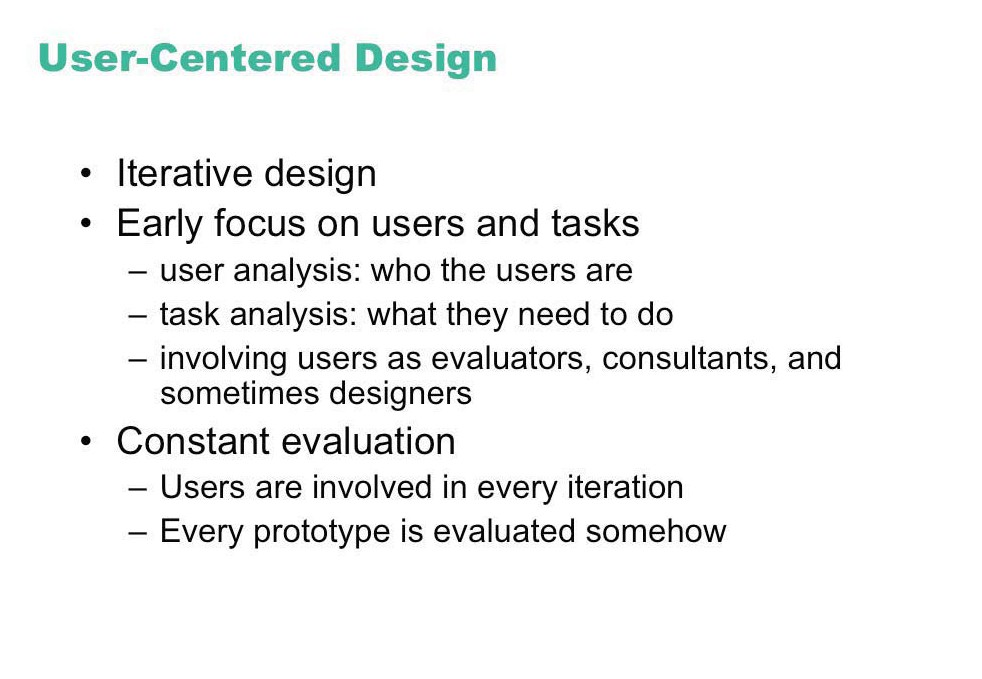 User-Centered Design
• Iterative design
• Early focus on users and tasks
– user analysis: who the users are
– task analysis: what they need to do
– involving users as evaluators, consultants, and
sometimes designers
• Constant evaluation
– Users are involved in every iteration
– Every prototype is evaluated somehow